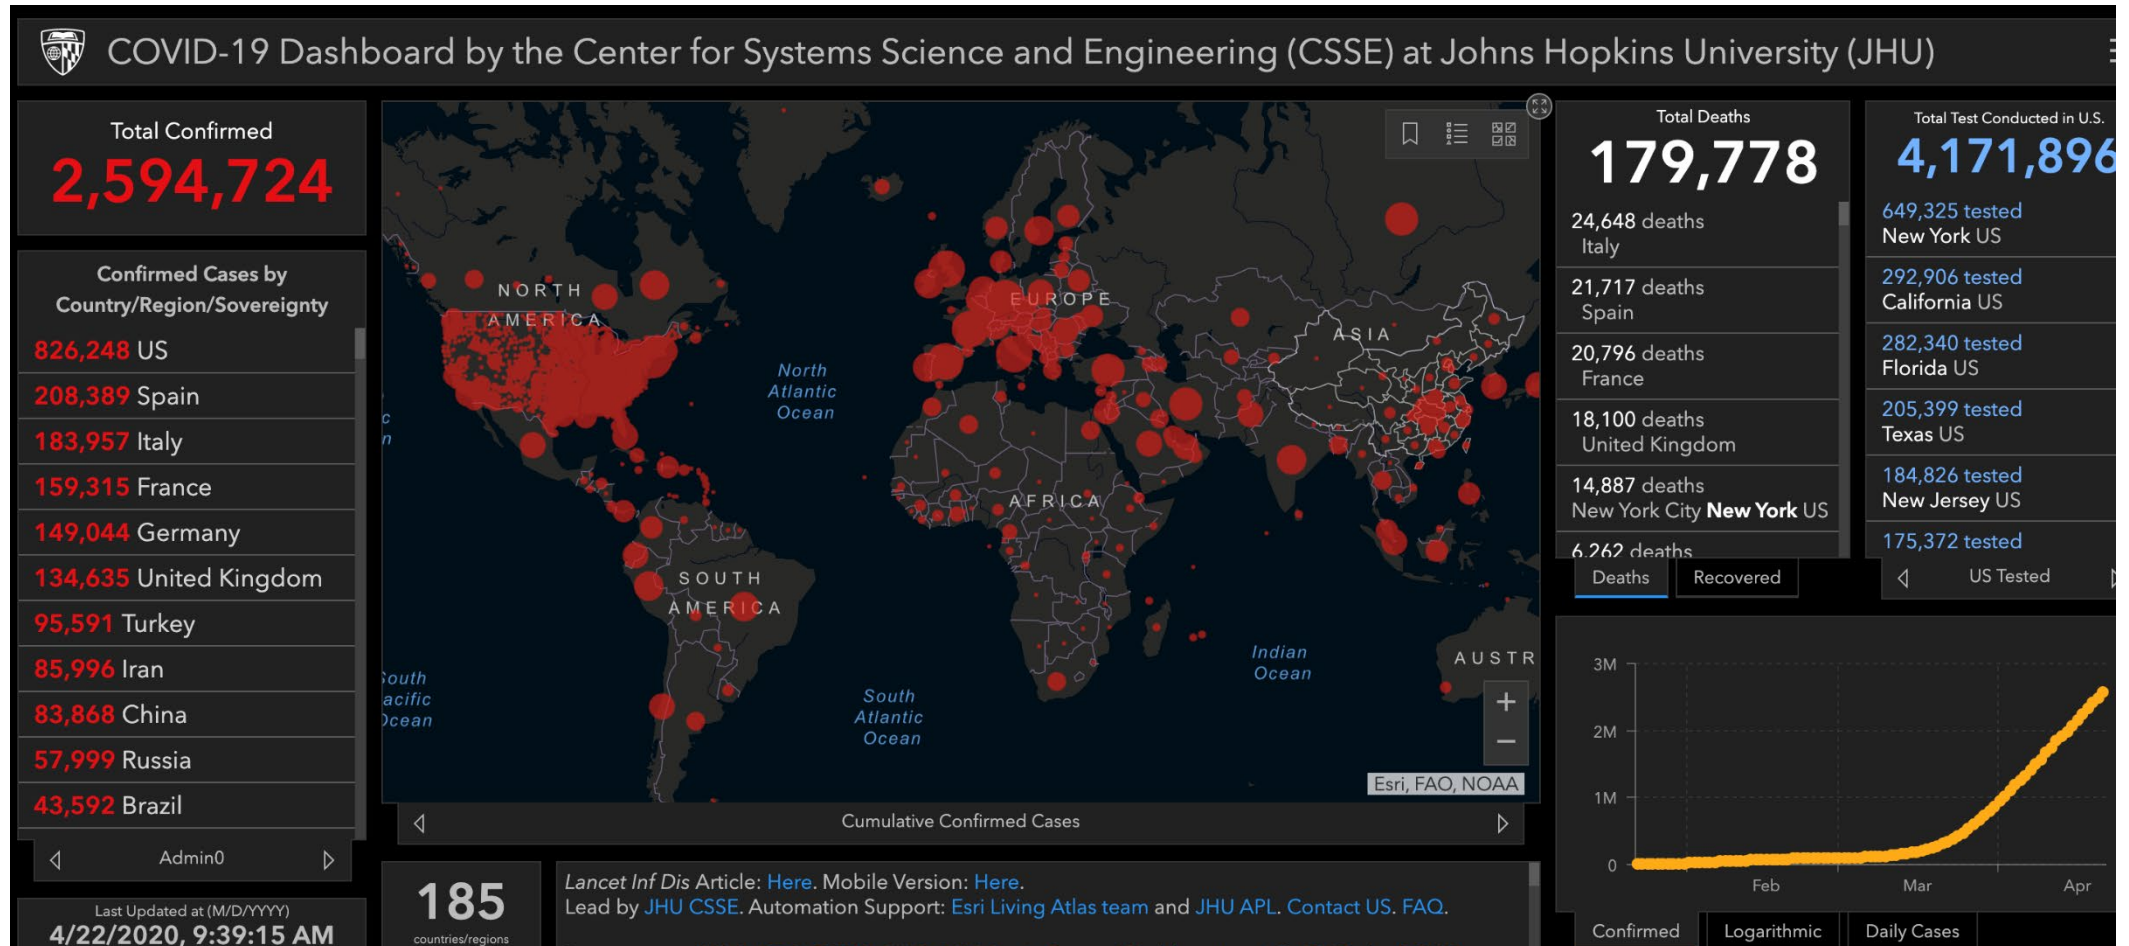 COVID-19 Dashboard by the Center for Systems Science and Engineering (CSSE) at Johns Hopkins University (JHU)
Total Confirmed
2,594,724
Confirmed Cases by
Country/Region/Sovereignty
826,248 US
208,389 Spain
183,957 Italy
159,315 France
149,044 Germany
134,635 United Kingdom
95,591 Turkey
85,996 Iran
83,868 China
57,999 Russia
43,592 Brazil
Admin0
Last Updated at (M/D/YYYY)
4/22/2020, 9:39:15 AM
NORTH
AMERICA
EUROPE
ASIA
North
Atlantic
Ocean
AFRICA
SOUTH
AMERICA
Indian
Ocean
AUSTR
outh
acific
cean
South
Atlantic
Ocean
Esri, FAO, NOAA
Cumulative Confirmed Cases
185
countries/regions
Lancet Inf Dis Article: Here. Mobile Version: Here.
Lead by JHU CSSE. Automation Support: Esri Living Atlas team and JHU APL. Contact US. FAQ.
Total Deaths
179,778
24,648 deaths
Italy
21,717 deaths
Spain
20,796 deaths
France
18,100 deaths
United Kingdom
14,887 deaths
New York City New York US
6,262 deaths
Deaths
Recovered
Total Test Conducted in U.S.
4,171,896
649,325 tested
New York US
292,906 tested
California US
282,340 tested
Florida US
205,399 tested
Texas US
184,826 tested
New Jersey US
175,372 tested
US Tested
3M
2M
1M
0
Feb
Mar
Apr
Confirmed
Logarithmic
Daily Cases